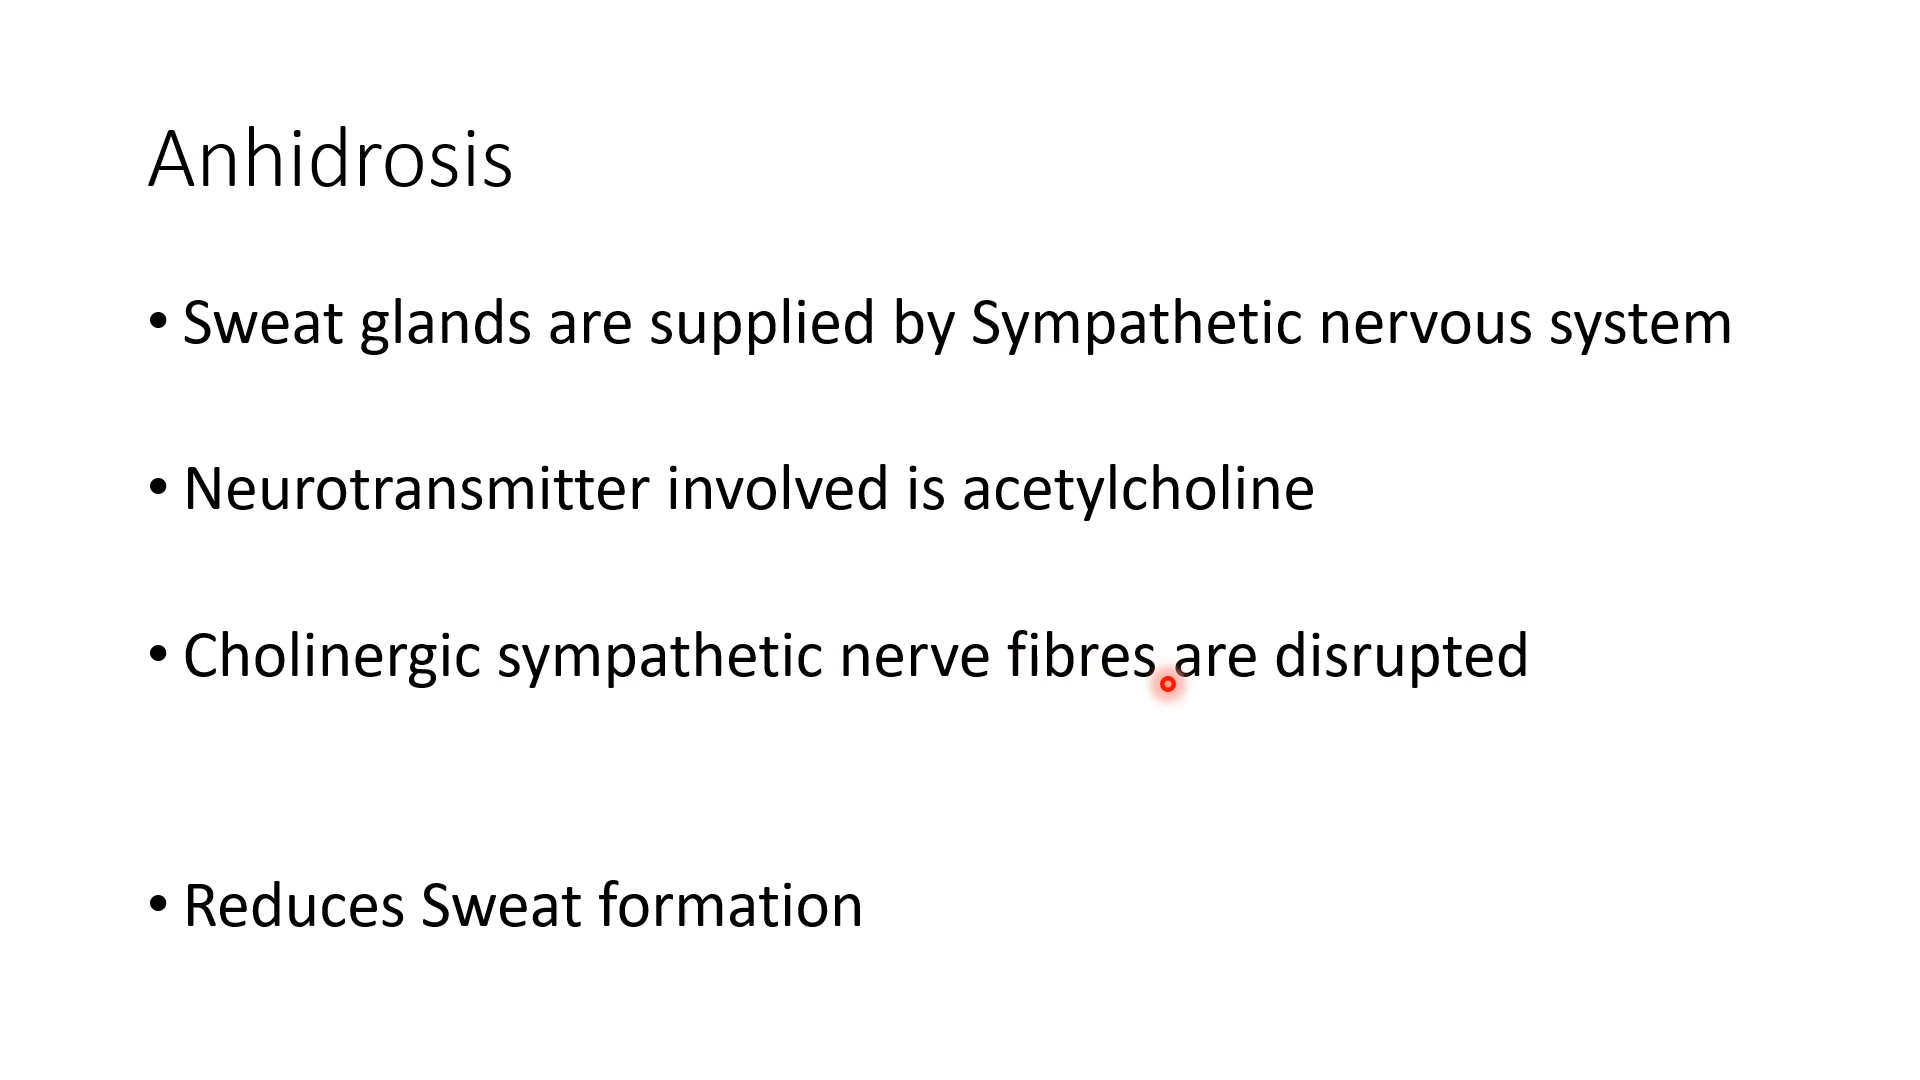 Anhidrosis
• Sweat glands are supplied by Sympathetic nervous system
• Neurotransmitter involved is acetylcholine
• Cholinergic sympathetic nerve fibres are disrupted
• Reduces Sweat formation